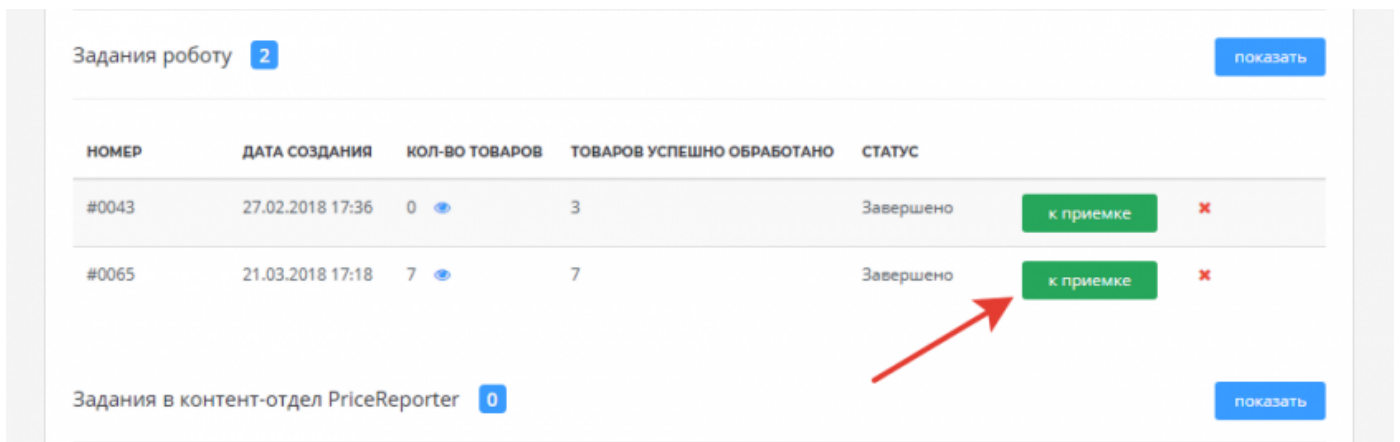 Задания роботу 2 показать
НОМЕР ДАТА СОЗДАНИЯ КОЛ-ВО ТОВАРОВ ТОВАРОВ УСПЕШНО ОБРАБОТАНО СТАТУС
#0043 27.02.2018 17:36 0 3 Завершено к приемке
#0065 21.03.2018 17:18 7 7 Завершено к приемке
Задания в контент-отдел PriceReporter 0 показать